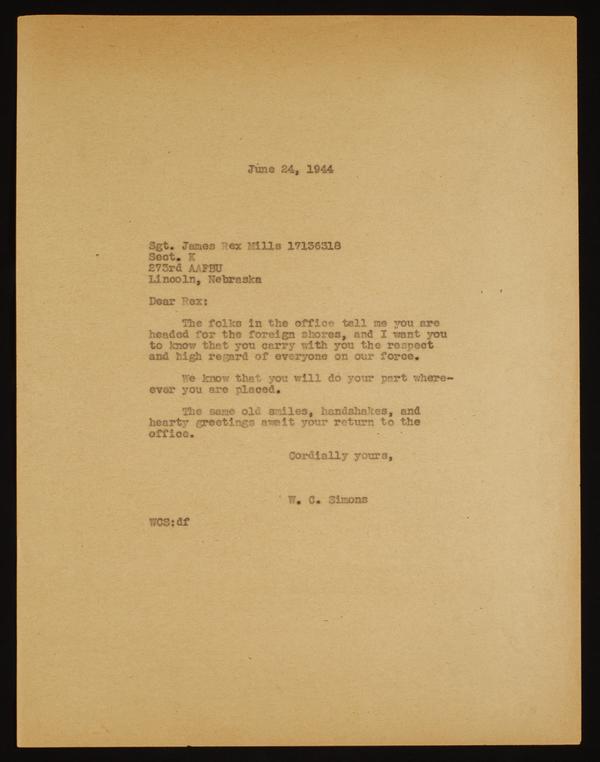 June 24, 1944
Sgt. James Rex Mills 17136318
Sect. K
273rd AAFBU
Lincoln, Nebraska
Dear Rex:
The folks in the office tell me you are
headed for the foreign shores, and I want you
to know that you carry with you the respect
and high regard of everyone on our force.
We know that you will do your part where-
ever you are placed.
The same old smiles, handshakes, and
hearty greetings await your return to the
office.
Cordially yours,
W. C. Simons
WCS:df